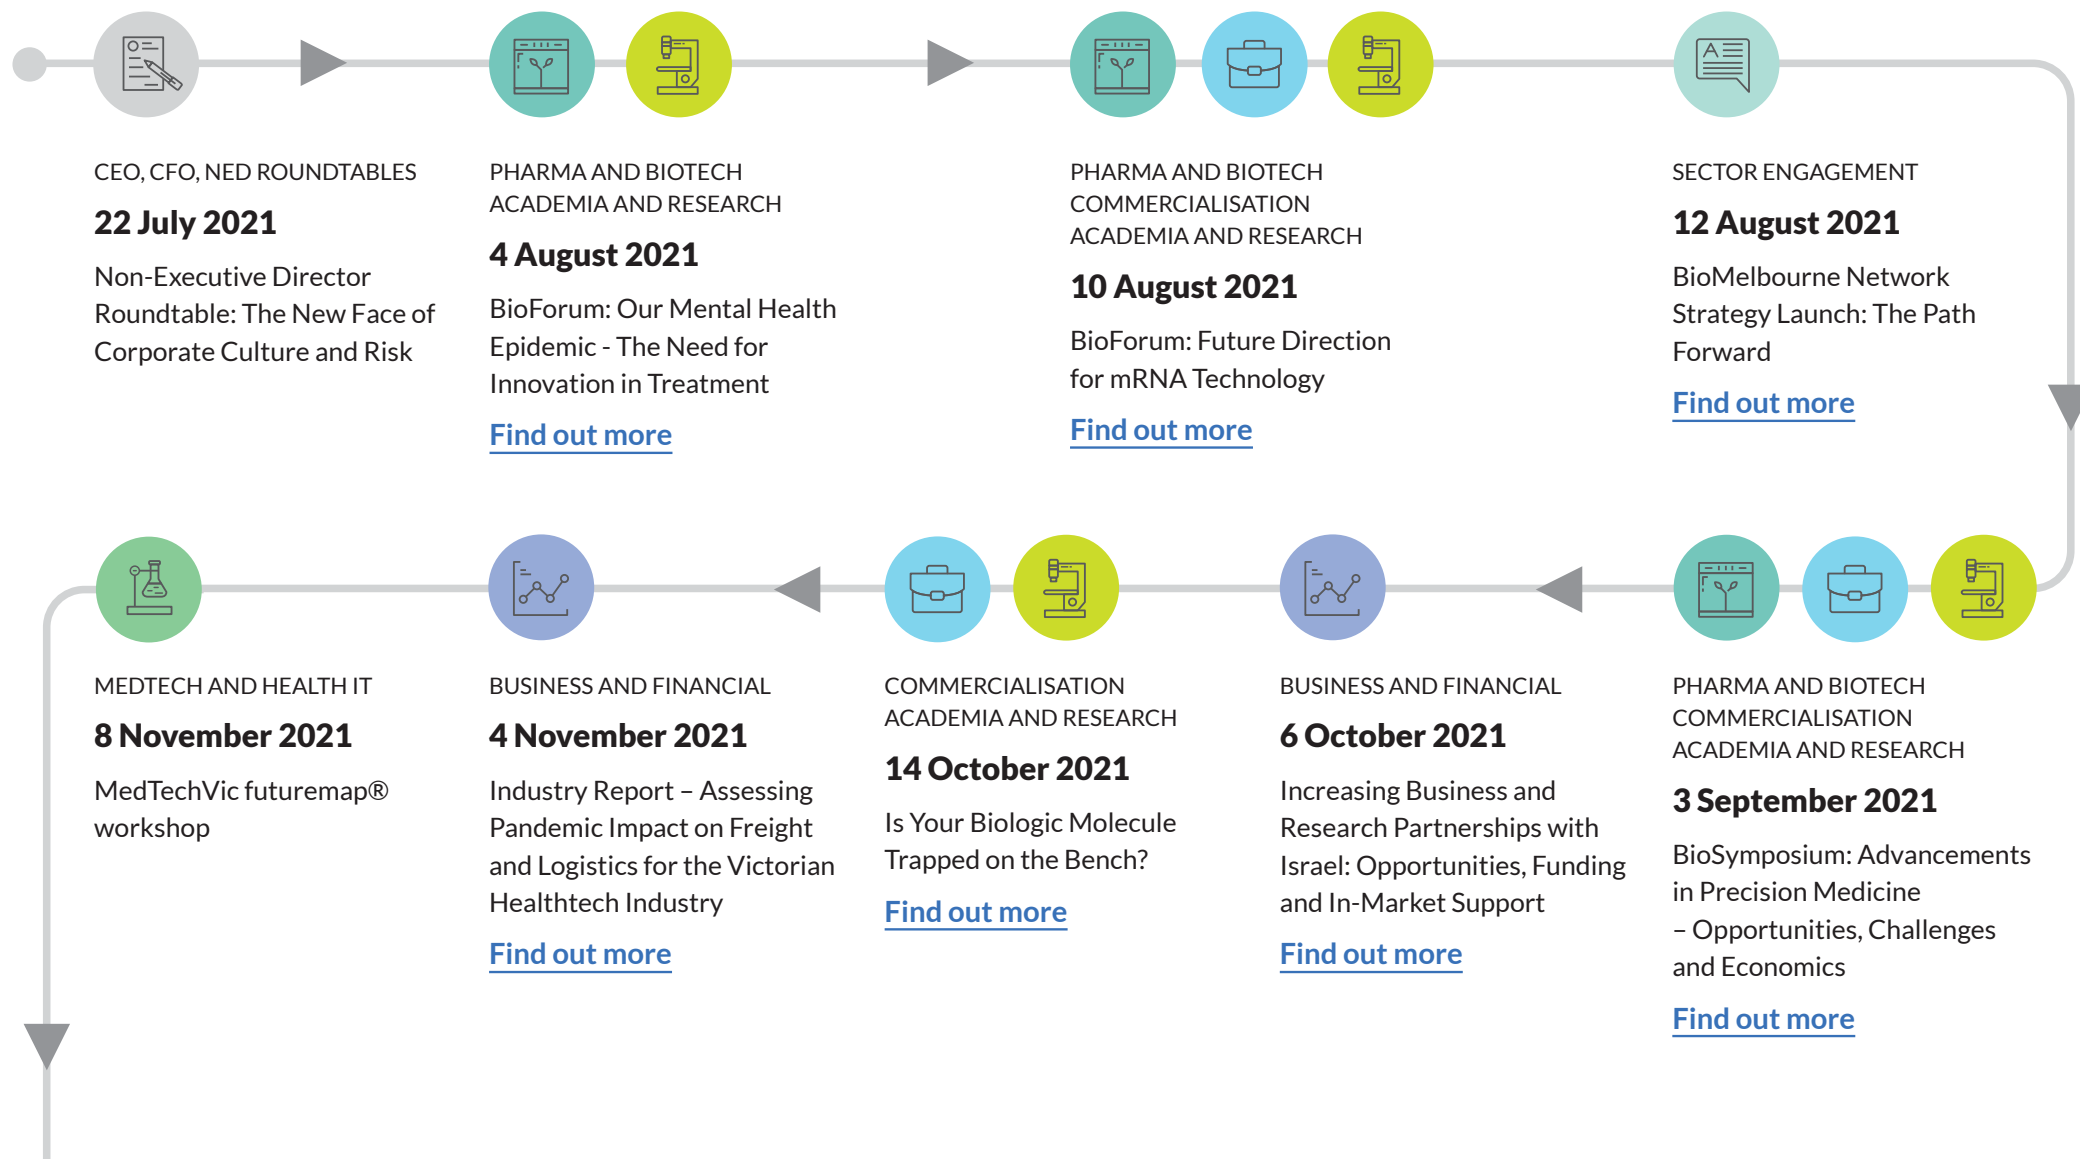 CEO, CFO, NED ROUNDTABLES
22 July 2021
Non-Executive Director
Roundtable: The New Face of
Corporate Culture and Risk
PHARMA AND BIOTECH
ACADEMIA AND RESEARCH
4 August 2021
BioForum: Our Mental Health
Epidemic - The Need for
Innovation in Treatment
Find out more
PHARMA AND BIOTECH
COMMERCIALISATION
ACADEMIA AND RESEARCH
10 August 2021
BioForum: Future Direction
for mRNA Technology
Find out more
A
SECTOR ENGAGEMENT
12 August 2021
BioMelbourne Network
Strategy Launch: The Path
Forward
Find out more
PHARMA AND BIOTECH
COMMERCIALISATION
ACADEMIA AND RESEARCH
3 September 2021
BioSymposium: Advancements
in Precision Medicine
– Opportunities, Challenges
and Economics
Find out more
BUSINESS AND FINANCIAL
6 October 2021
Increasing Business and
Research Partnerships with
Israel: Opportunities, Funding
and In-Market Support
Find out more
COMMERCIALISATION
ACADEMIA AND RESEARCH
14 October 2021
Is Your Biologic Molecule
Trapped on the Bench?
Find out more
BUSINESS AND FINANCIAL
4 November 2021
Industry Report – Assessing
Pandemic Impact on Freight
and Logistics for the Victorian
Healthtech Industry
Find out more
MEDTECH AND HEALTH IT
8 November 2021
MedTechVic futuremap®
workshop